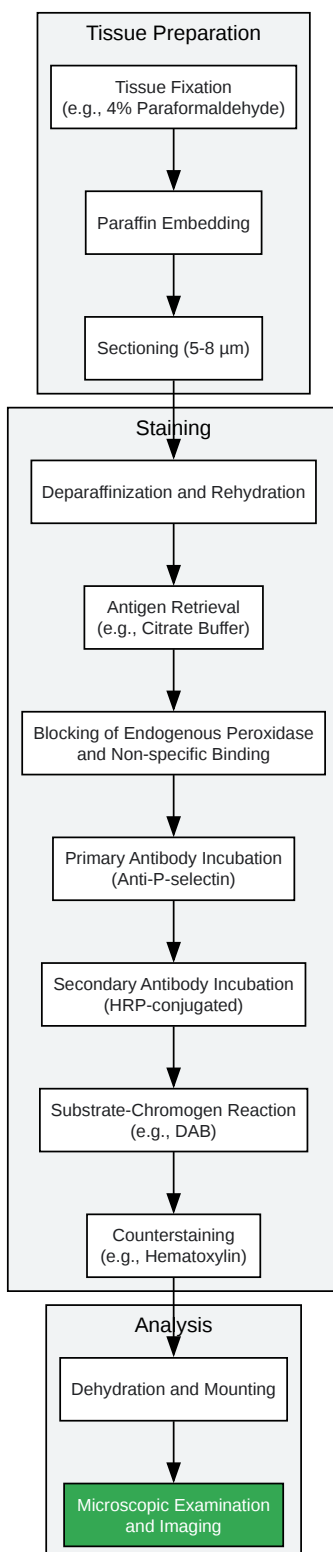 Tissue Preparation
Tissue Fixation
(e.g., 4% Paraformaldehyde)
Paraffin Embedding
Sectioning (5-8 µm)
Staining
Deparaffinization and Rehydration
Antigen Retrieval
(e.g., Citrate Buffer)
Blocking of Endogenous Peroxidase
and Non-specific Binding
Primary Antibody Incubation
(Anti-P-selectin)
Secondary Antibody Incubation
(HRP-conjugated)
Substrate-Chromogen Reaction
(e.g., DAB)
Counterstaining
(e.g., Hematoxylin)
Analysis
Dehydration and Mounting
Microscopic Examination
and Imaging